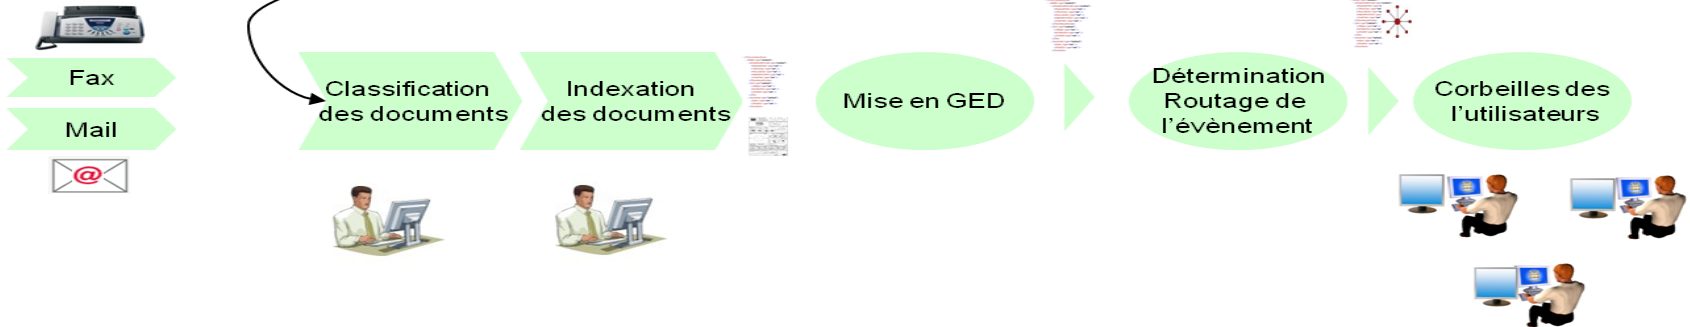 Fax
Mail
@
Classification
des documents
Indexation
des documents
Mise en GED
Détermination
Routage de
l'évènement
Corbeilles des
l'utilisateurs